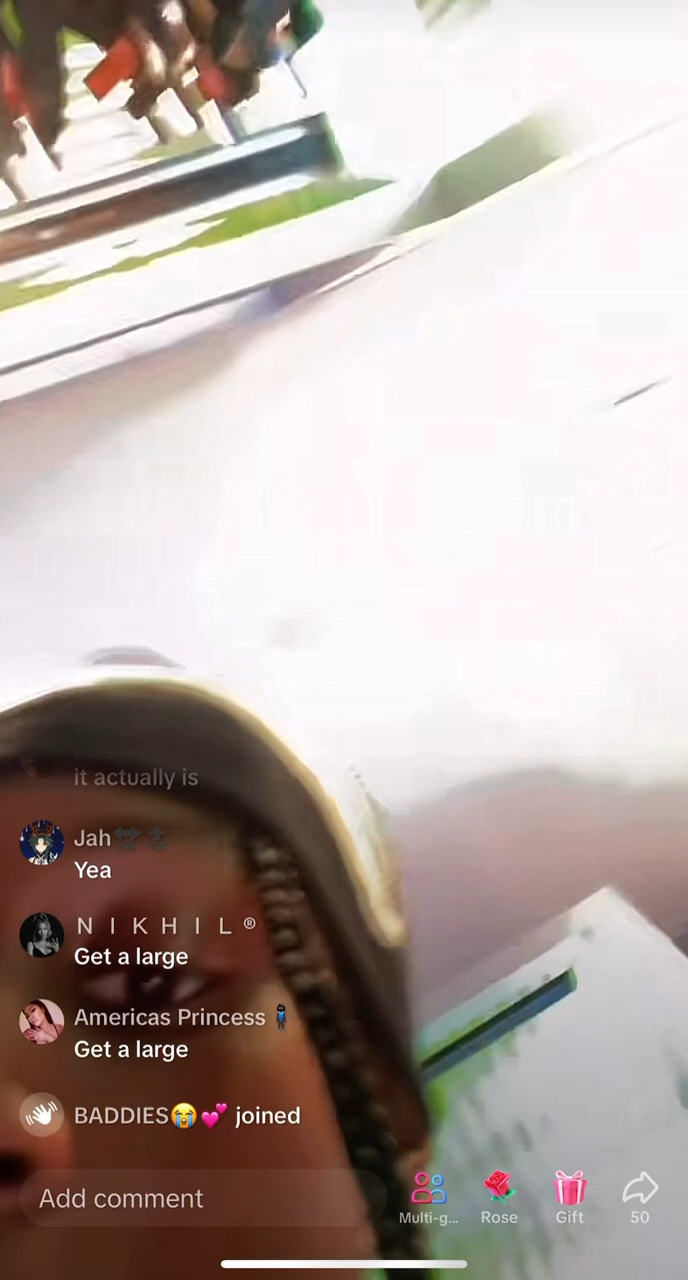 it actually is
Jah↔️⬆️
Yea
N I K H I L ®
Get a large
Americas Princess🧍🏿‍♂️
Get a large
BADDIES😭💕 joined
Add comment
Multi-g...
Rose
Gift
50